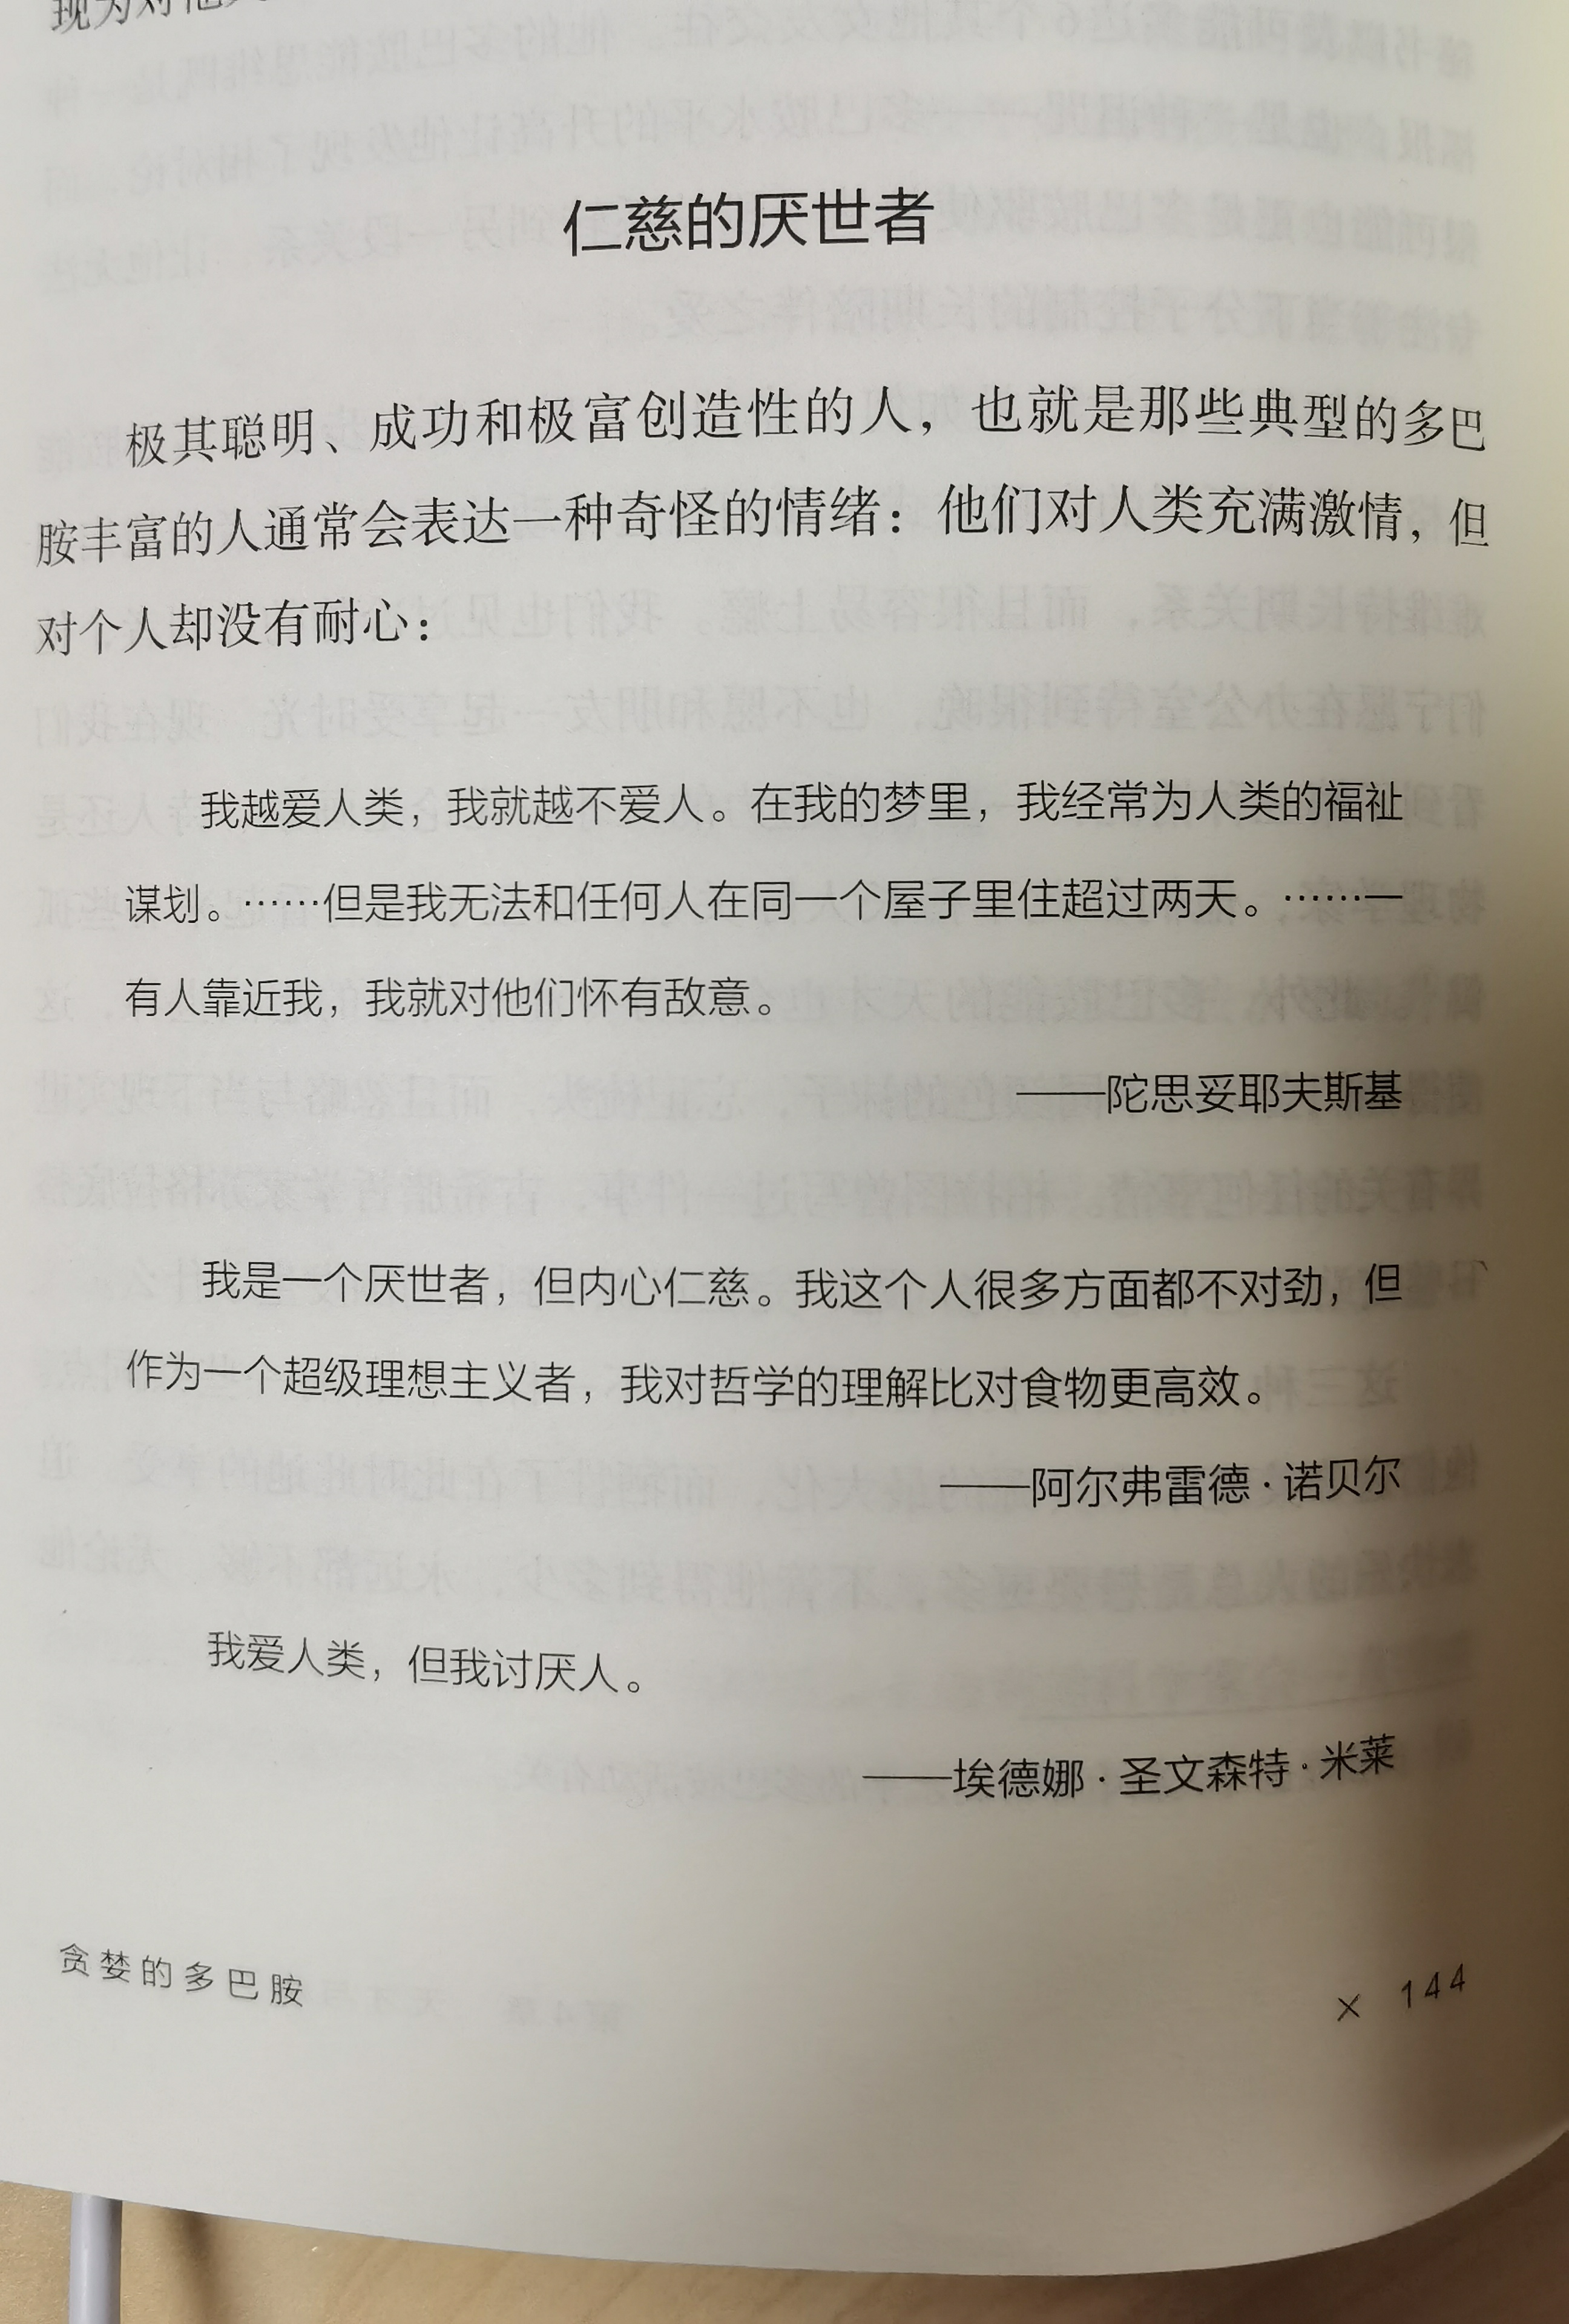 现为对他
仁慈的厌世者
极其聪明、成功和极富创造性的人，也就是那些典型的多巴
胺丰富的人通常会表达一种奇怪的情绪：他们对人类充满激情，但
对个人却没有耐心：
我越爱人类，我就越不爱人。在我的梦里，我经常为人类的福祉
谋划。……但是我无法和任何人在同一个屋子里住超过两天。……一
有人靠近我，我就对他们怀有敌意。
——陀思妥耶夫斯基
我是一个厌世者，但内心仁慈。我这个人很多方面都不对劲，但
作为一个超级理想主义者，我对哲学的理解比对食物更高效。
——阿尔弗雷德·诺贝尔
我爱人类，但我讨厌人。
——埃德娜·圣文森特·米莱
贪婪的多巴胺
× 144